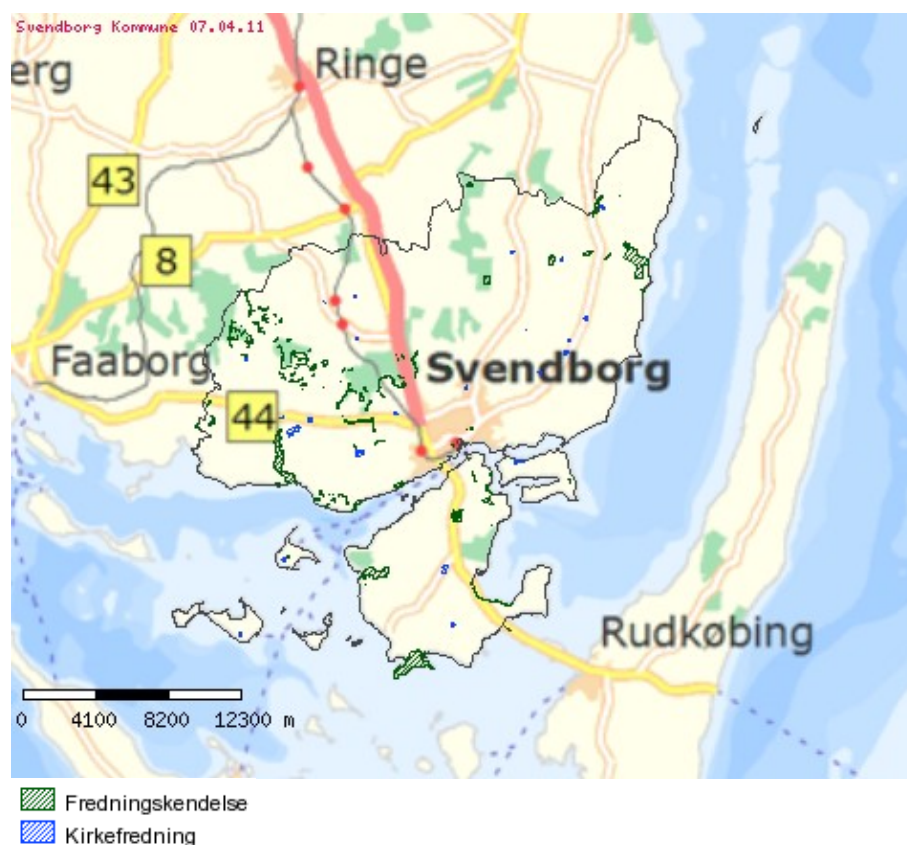 Svendborg Kommune 07.04.11
Ringe
erg
43
8
Faaborg
Svendborg
44
Rudkøbing
0 4100 8200 12300 m
Fredningskendelse
Kirkefredning